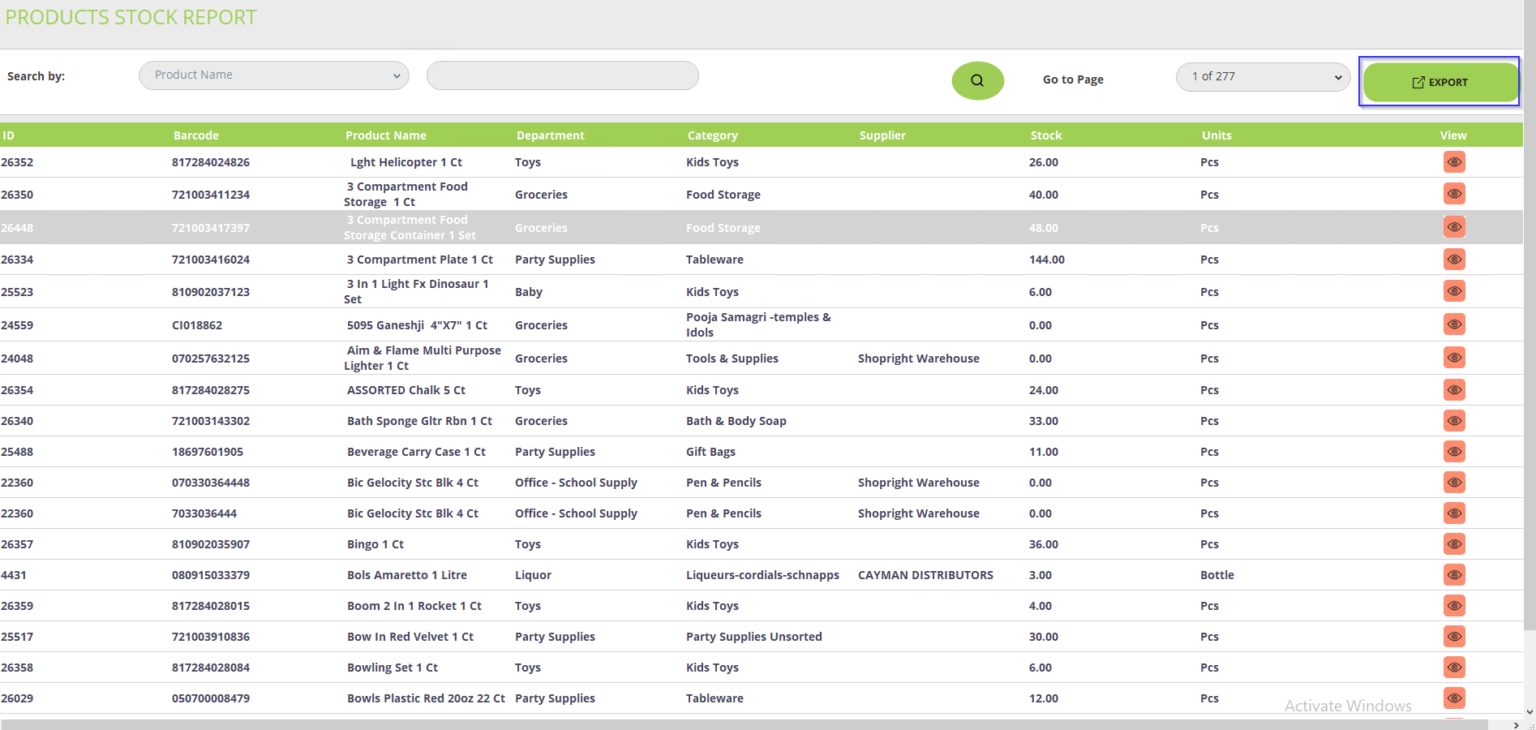 PRODUCTS STOCK REPORT
Search by: Product Name Go to Page 1 of 277 EXPORT
ID Barcode Product Name Department Category Supplier Stock Units View
26352 817284024826 Lght Helicopter 1 Ct Toys Kids Toys 26.00 Pcs
26350 721003411234 3 Compartment Food Storage 1 Ct Groceries Food Storage 40.00 Pcs
26448 721003417397 3 Compartment Food Storage Container 1 Set Groceries Food Storage 48.00 Pcs
26334 721003416024 3 Compartment Plate 1 Ct Party Supplies Tableware 144.00 Pcs
25523 810902037123 3 In 1 Light Fx Dinosaur 1 Set Baby Kids Toys 6.00 Pcs
24559 CI018862 5095 Ganeshji 4"X7" 1 Ct Groceries Pooja Samagri -temples & Idols 0.00 Pcs
24048 070257632125 Aim & Flame Multi Purpose Lighter 1 Ct Groceries Tools & Supplies Shopright Warehouse 0.00 Pcs
26354 817284028275 ASSORTED Chalk 5 Ct Toys Kids Toys 24.00 Pcs
26340 721003143302 Bath Sponge Gltr Rbn 1 Ct Groceries Bath & Body Soap 33.00 Pcs
25488 18697601905 Beverage Carry Case 1 Ct Party Supplies Gift Bags 11.00 Pcs
22360 070330364448 Bic Gelocity Stc Blk 4 Ct Office - School Supply Pen & Pencils Shopright Warehouse 0.00 Pcs
22360 7033036444 Bic Gelocity Stc Blk 4 Ct Office - School Supply Pen & Pencils Shopright Warehouse 0.00 Pcs
26357 810902035907 Bingo 1 Ct Toys Kids Toys 36.00 Pcs
4431 080915033379 Bols Amaretto 1 Litre Liquor Liqueurs-cordials-schnapps CAYMAN DISTRIBUTORS 3.00 Bottle
26359 817284028015 Boom 2 In 1 Rocket 1 Ct Toys Kids Toys 4.00 Pcs
25517 721003910836 Bow In Red Velvet 1 Ct Party Supplies Party Supplies Unsorted 30.00 Pcs
26358 817284028084 Bowling Set 1 Ct Toys Kids Toys 6.00 Pcs
26029 050700008479 Bowls Plastic Red 20oz 22 Ct Party Supplies Tableware 12.00 Pcs
Activate Windows